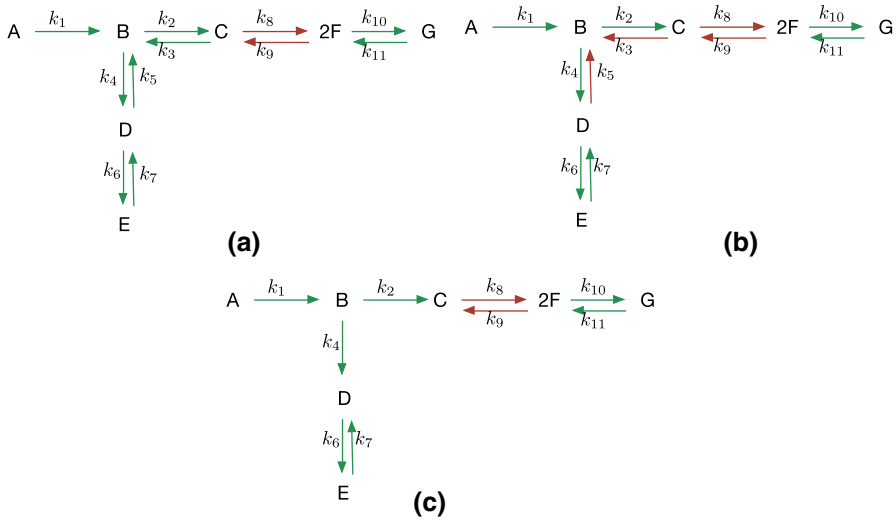 k₁ k₂ k₈ k₁₀
A B C 2F G
k₃ k₉ k₁₁
k₄ k₅
D
k₆ k₇
E
(a)
k₁ k₂ k₈ k₁₀
A B C 2F G
k₃ k₉ k₁₁
k₄ k₅
D
k₆ k₇
E
(b)
k₁ k₂ k₈ k₁₀
A B C 2F G
k₉ k₁₁
k₄
D
k₆ k₇
E
(c)